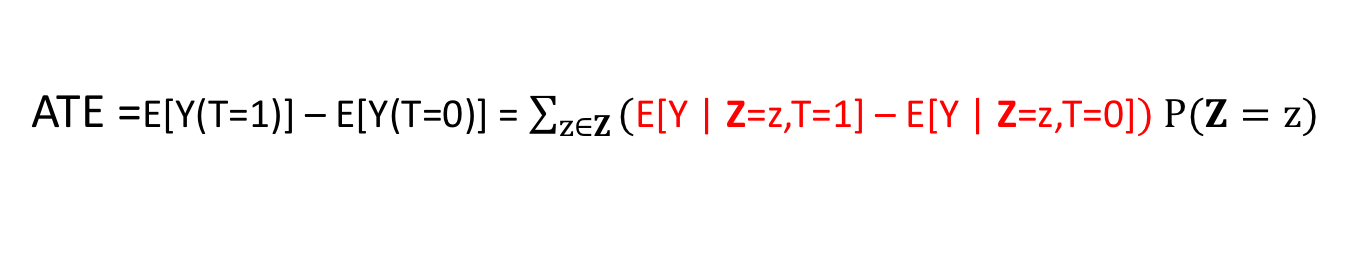 ATE =E[Y(T=1)] – E[Y(T=0)] = ∑z∈Z (E[Y | Z=z,T=1] – E[Y | Z=z,T=0]) P(Z = z)